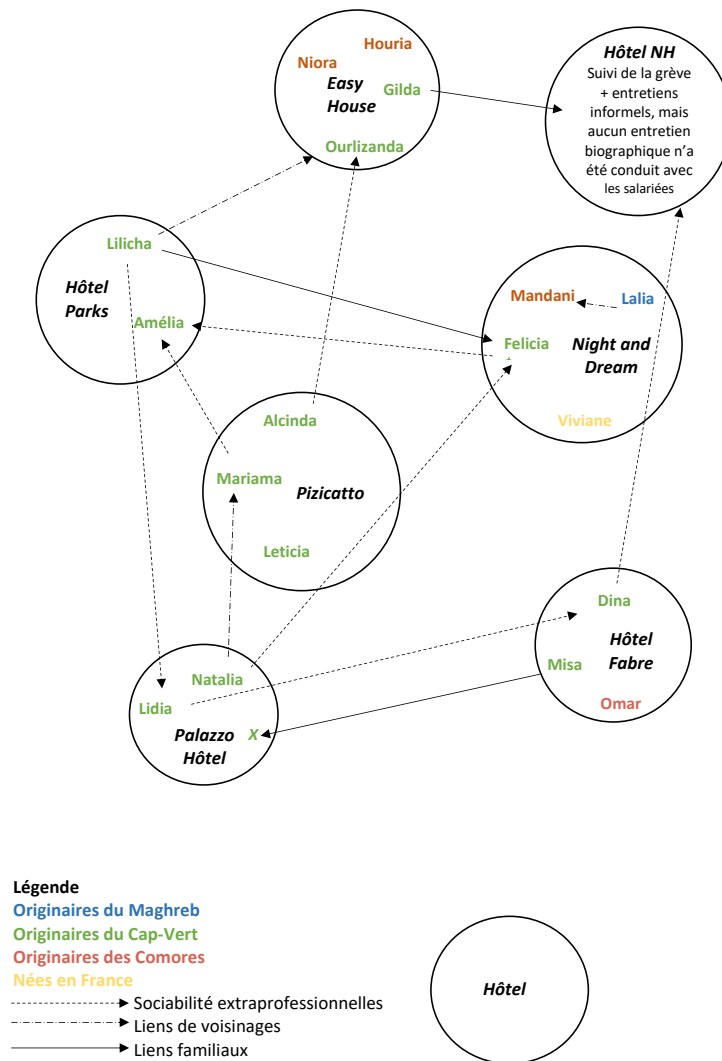 Houria
Niora
Easy
House
Gilda
Ourlizanda
Hôtel NH
Suivi de la grève
+ entretiens
informels, mais
aucun entretien
biographique n'a
été conduit avec
les salariées
Lilicha
Hôtel
Parks
Amélia
Mandani
Lalia
Felicia
Night and
Dream
Viviane
Alcinda
Mariama
Pizicatto
Leticia
Dina
Hôtel
Fabre
Misa
Omar
Natalia
Lidia
Palazzo
Hôtel
X
Légende
Originaires du Maghreb
Originaires du Cap-Vert
Originaires des Comores
Nées en France
Sociabilité extraprofessionnelles
Liens de voisinages
Liens familiaux
Hôtel